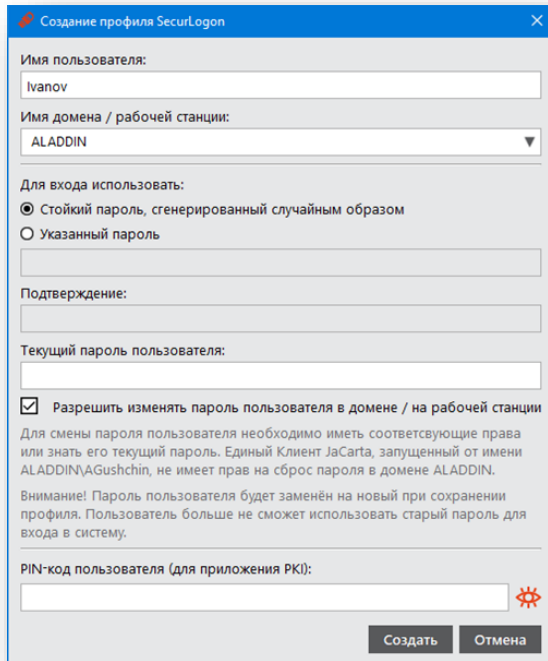 Создание профиля SecurLogon
Имя пользователя:
Ivanov
Имя домена / рабочей станции:
ALADDIN
Для входа использовать:
Стойкий пароль, сгенерированный случайным образом
Указанный пароль
Подтверждение:
Текущий пароль пользователя:
Разрешить изменять пароль пользователя в домене / на рабочей станции
Для смены пароля пользователя необходимо иметь соответсвующие права
или знать его текущий пароль. Единый Клиент JaCarta, запущенный от имени
ALADDIN\AGushchin, не имеет прав на сброс пароля в домене ALADDIN.
Внимание! Пароль пользователя будет заменён на новый при сохранении
профиля. Пользователь больше не сможет использовать старый пароль для
входа в систему.
PIN-код пользователя (для приложения PKI):
Создать Отмена